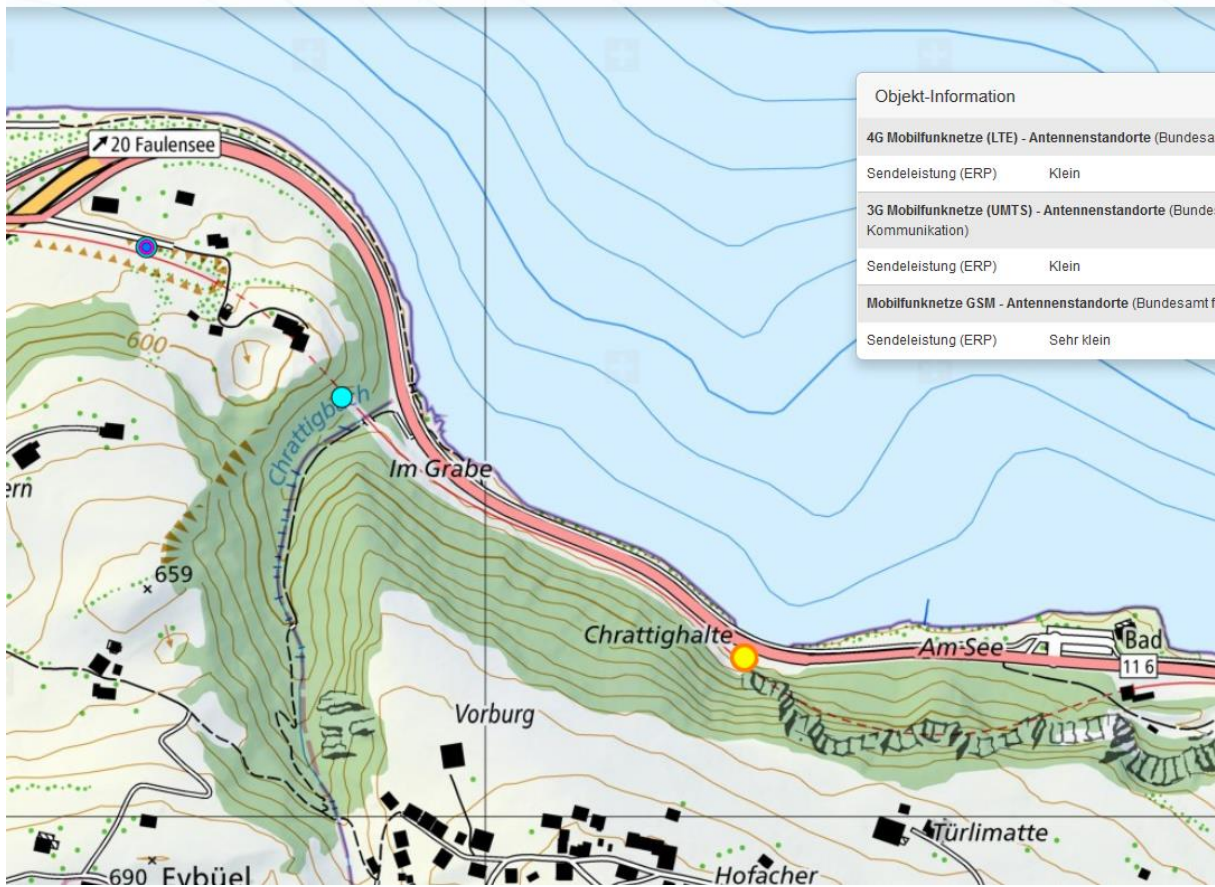 20 Faulensee
Objekt-Information
4G Mobilfunknetze (LTE) - Antennenstandorte (Bundesa
Sendeleistung (ERP) Klein
3G Mobilfunknetze (UMTS) - Antennenstandorte (Bunde
Kommunikation)
Sendeleistung (ERP) Klein
Mobilfunknetze GSM - Antennenstandorte (Bundesamt f
Sendeleistung (ERP) Sehr klein
600
Chrattigbach
Im Grabe
ern
659
Chrattighalte
Am See
Bad
11 6
Vorburg
Türlimatte
690 Eybüel
Hofacher